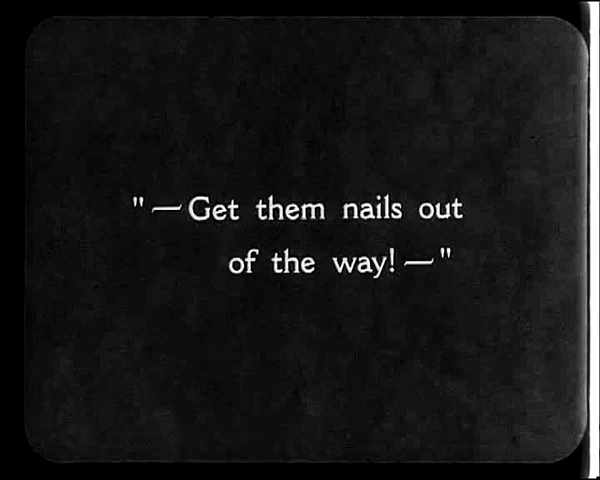 "—Get them nails out
of the way!—"